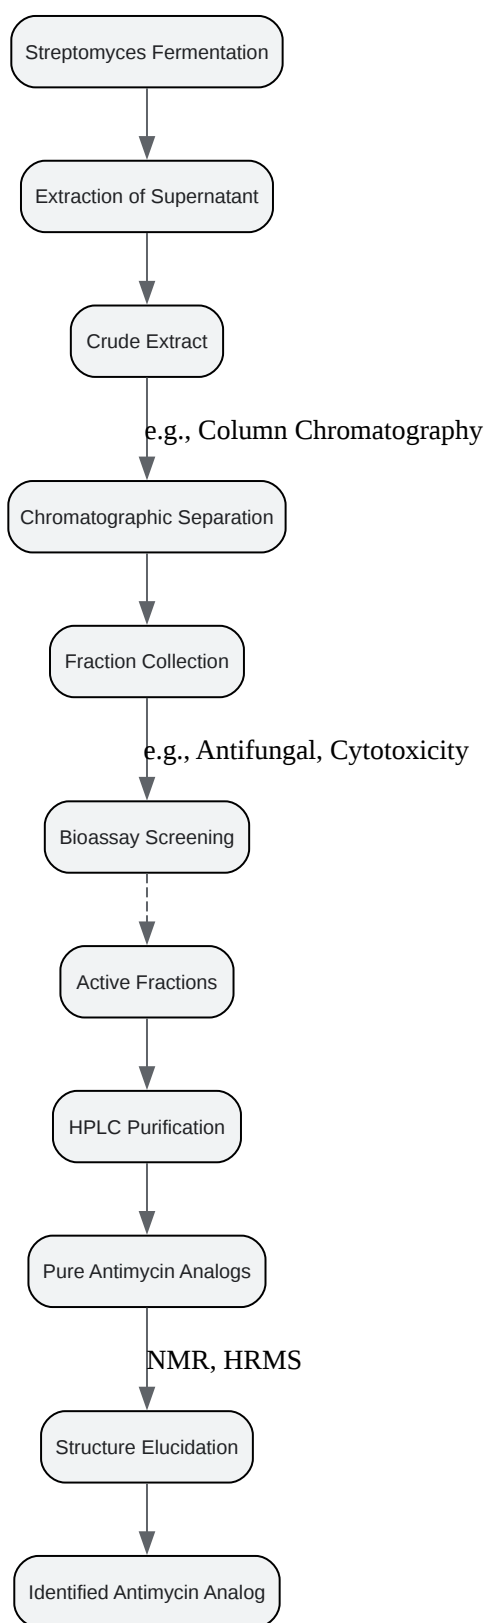 Streptomyces Fermentation
Extraction of Supernatant
Crude Extract
e.g., Column Chromatography
Chromatographic Separation
Fraction Collection
e.g., Antifungal, Cytotoxicity
Bioassay Screening
Active Fractions
HPLC Purification
Pure Antimycin Analogs
NMR, HRMS
Structure Elucidation
Identified Antimycin Analog